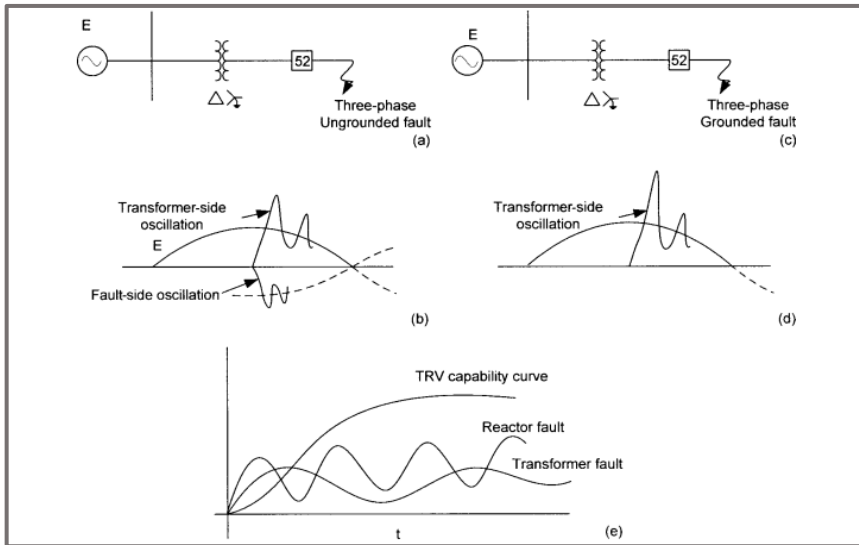 E
52
Δ
Three-phase
Ungrounded fault
(a)
E
52
Δ
Three-phase
Grounded fault
(c)
Transformer-side
oscillation
E
Fault-side oscillation
(b)
Transformer-side
oscillation
(d)
TRV capability curve
Reactor fault
Transformer fault
t
(e)